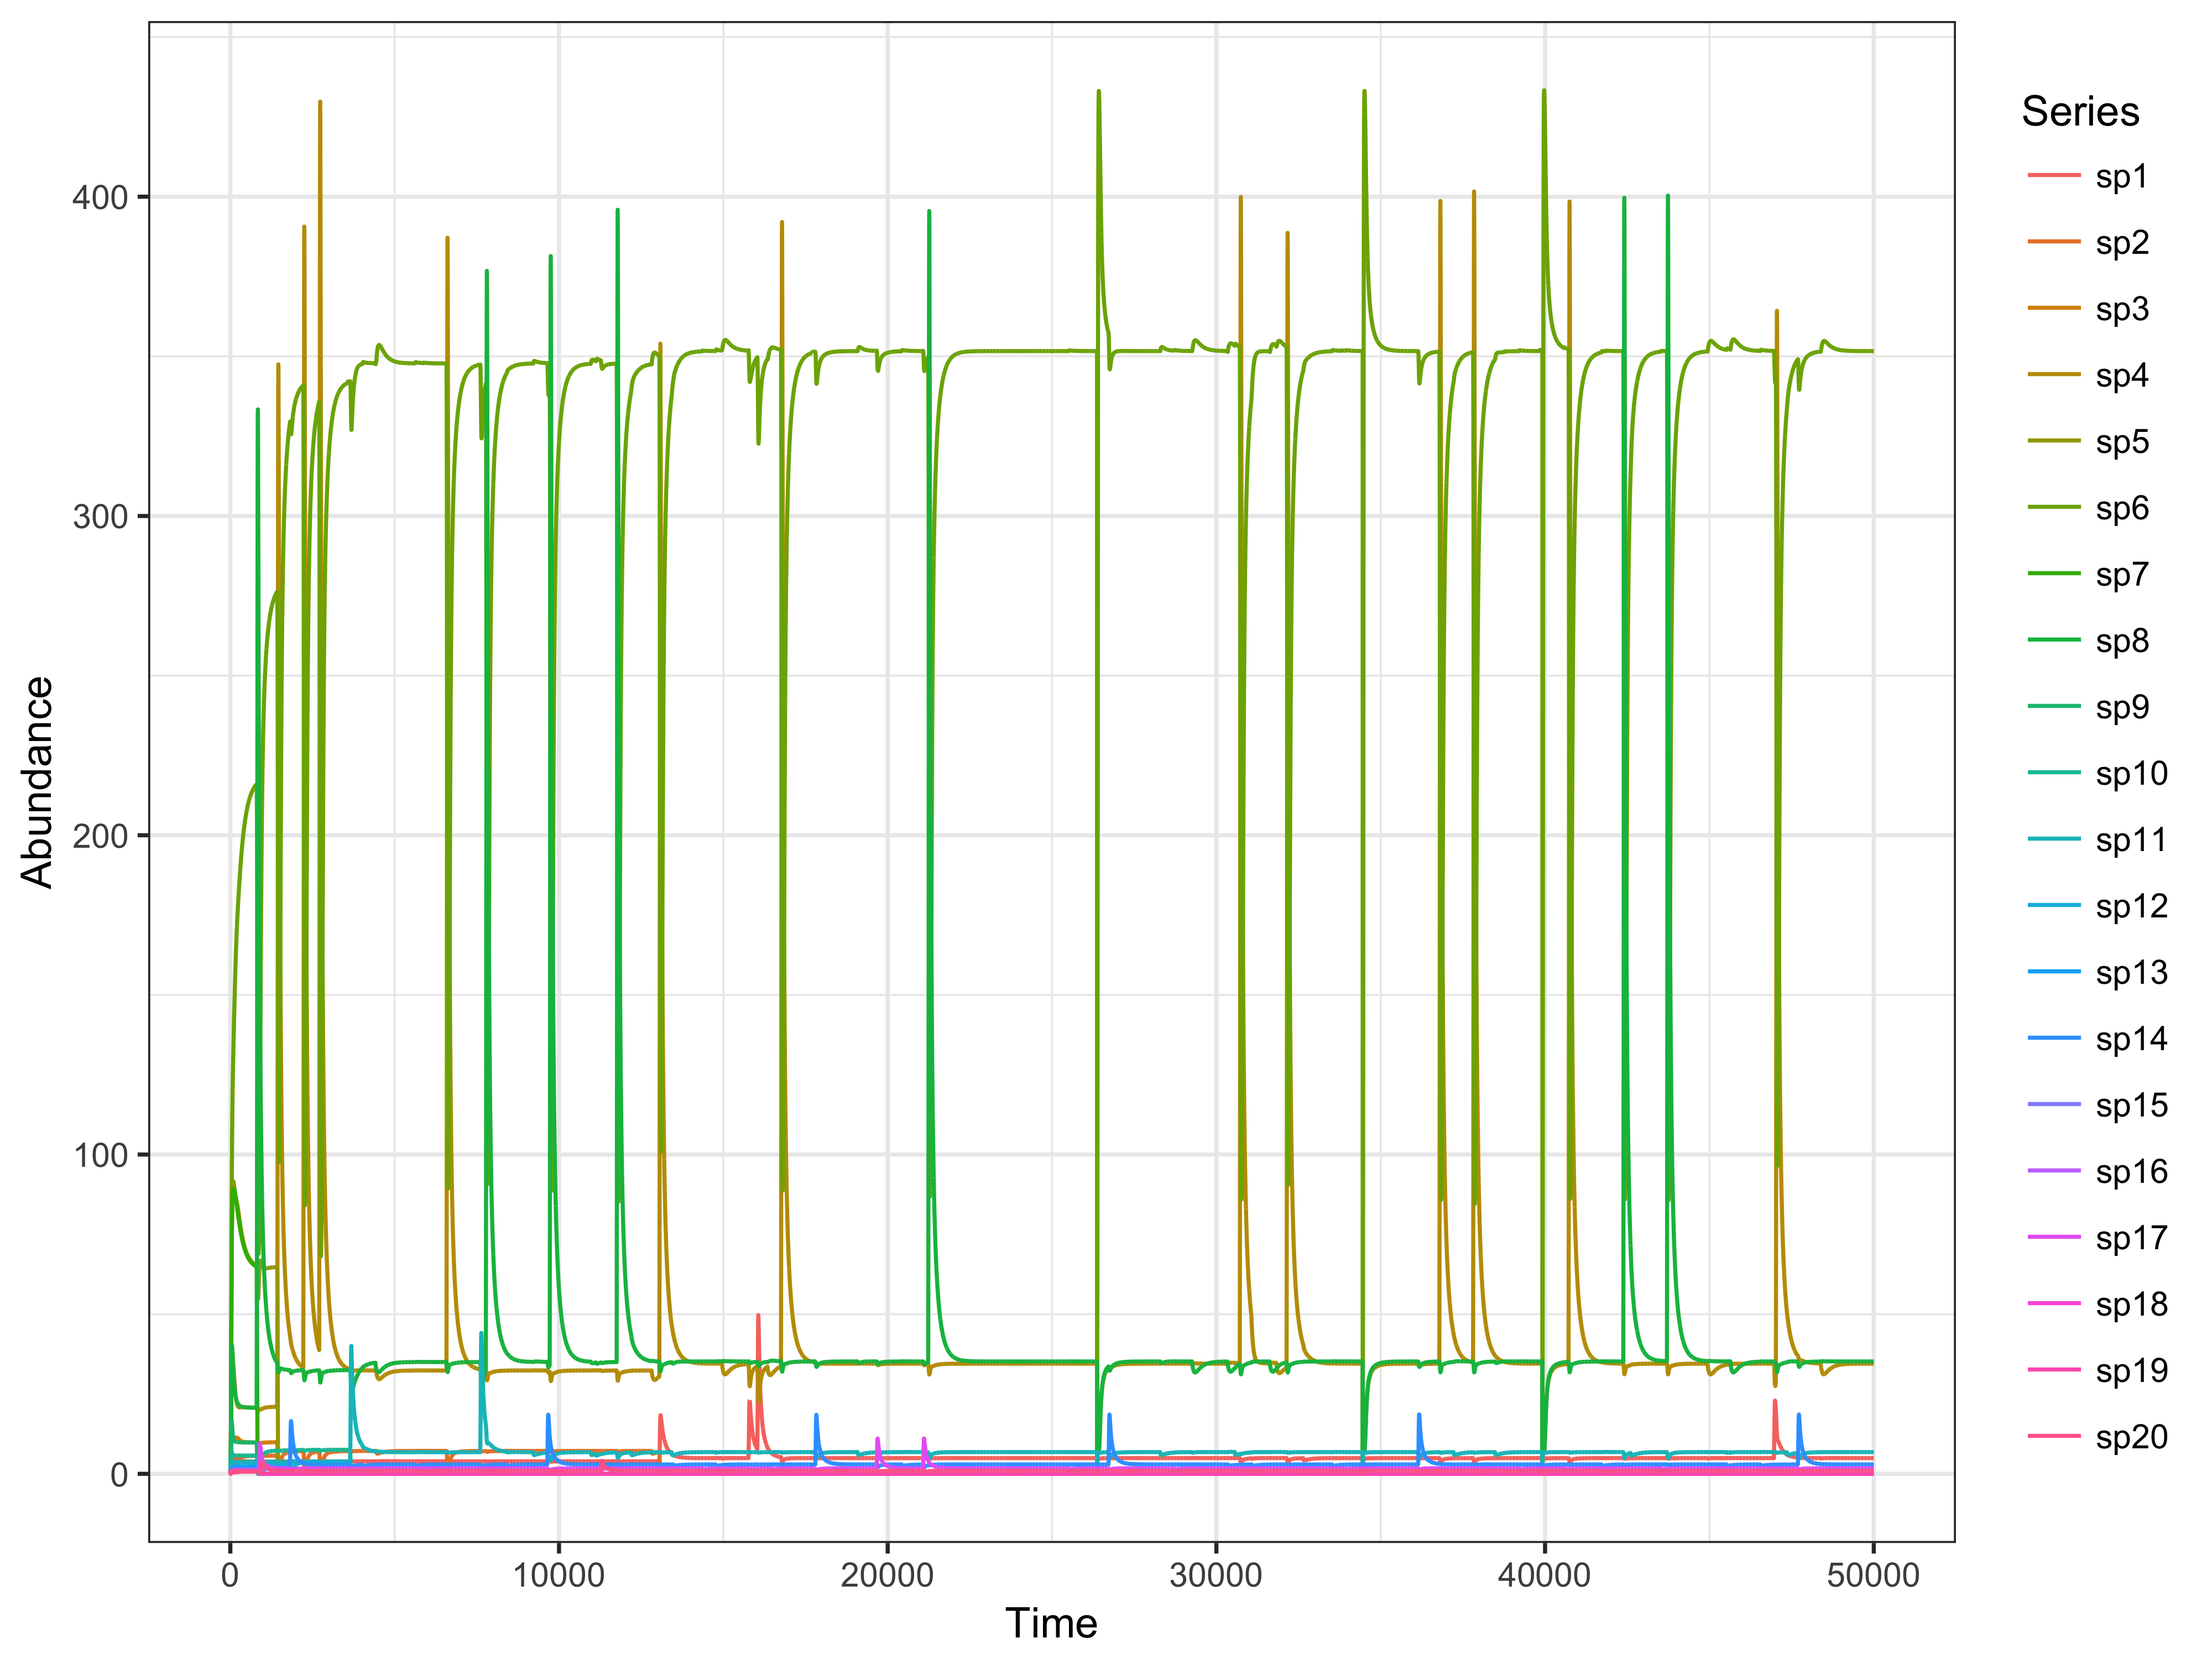 Abundance
400
300
200
100
0
0 10000 20000 30000 40000 50000
Time
Series
sp1
sp2
sp3
sp4
sp5
sp6
sp7
sp8
sp9
sp10
sp11
sp12
sp13
sp14
sp15
sp16
sp17
sp18
sp19
sp20